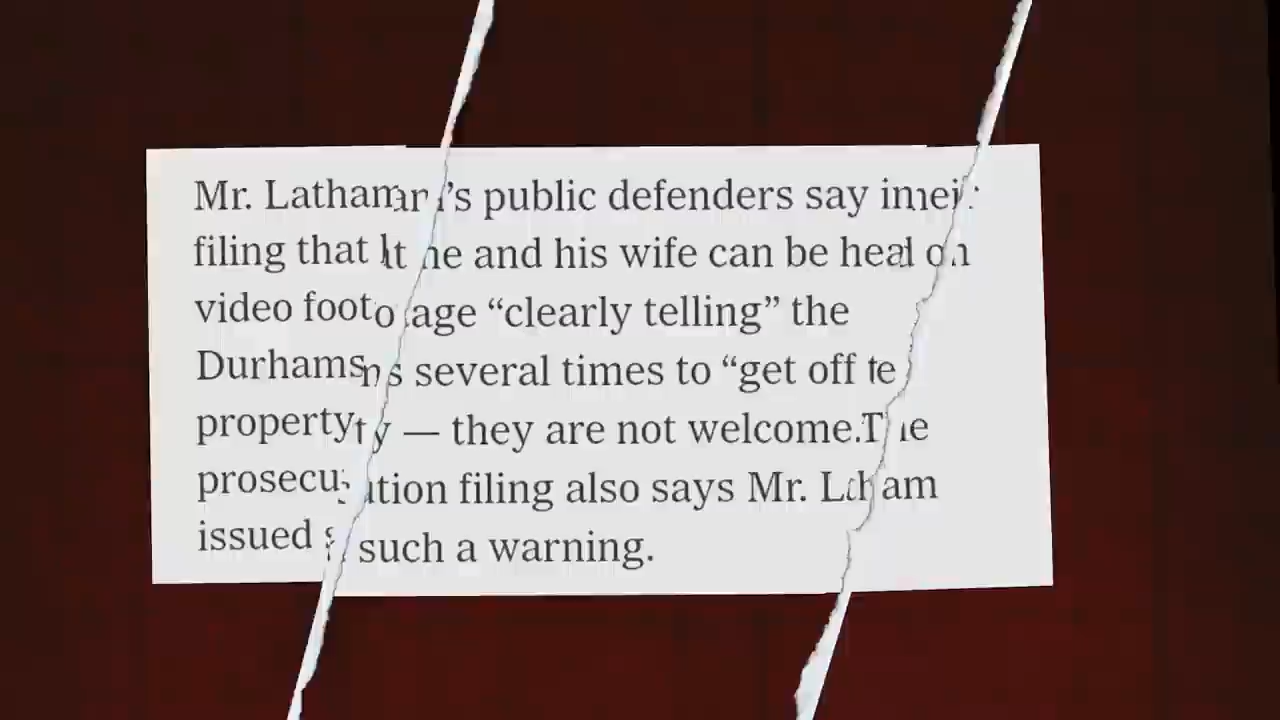 Mr. Latham's public defenders say in their
filing that he and his wife can be heard on
video footage “clearly telling” the
Durhams several times to “get off the
property — they are not welcome. The
prosecution filing also says Mr. Latham
issued such a warning.